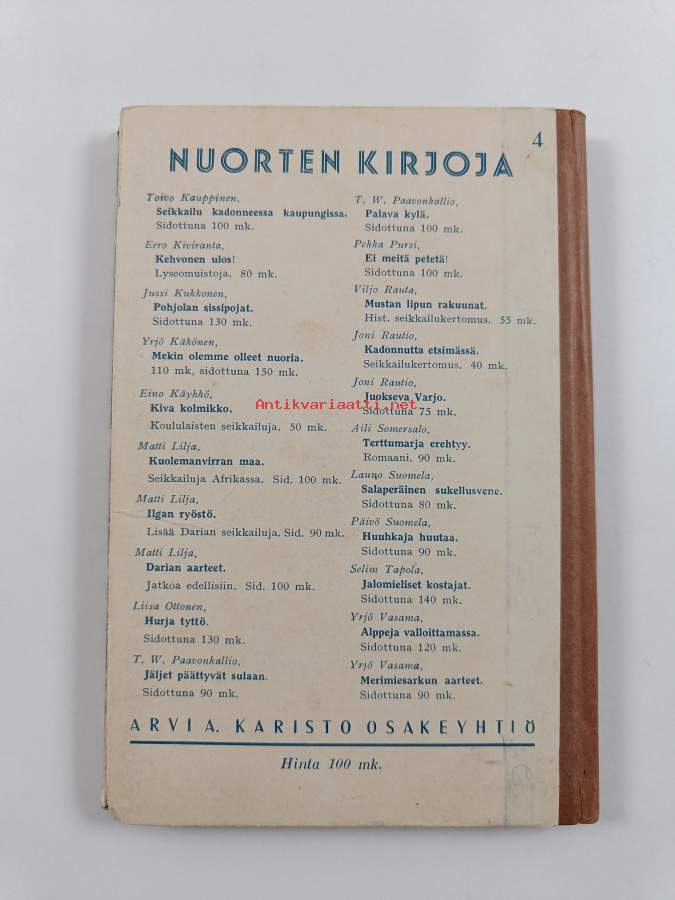 4
NUORTEN KIRJOJA
Toivo Kauppinen,
Seikkailu kadonneessa kaupungissa.
Sidottuna 100 mk.
Eero Kiviranta,
Kehvonen ulos!
Lyseomuistoja. 80 mk.
Jussi Kukkonen,
Pohjolan sissipojat.
Sidottuna 130 mk.
Yrjö Käkönen,
Mekin olemme olleet nuoria.
110 mk, sidottuna 150 mk.
Eino Käyhkö,
Kiva kolmikko.
Koululaisten seikkailuja. 50 mk.
Matti Lilja,
Kuolemanvirran maa.
Seikkailuja Afrikassa. Sid. 100 mk.
Matti Lilja,
Ilgan ryöstö.
Lisää Darian seikkailuja. Sid. 90 mk.
Matti Lilja,
Darian aarteet.
Jatkoa edellisiin. Sid. 100 mk.
Liisa Ottonen,
Hurja tyttö.
Sidottuna 130 mk.
T. W. Paavonkallio,
Jäljet päättyvät sulaan.
Sidottuna 90 mk.
T. W. Paavonkallio,
Palava kylä.
Sidottuna 100 mk.
Pekka Pursi,
Ei meitä petetä!
Sidottuna 100 mk.
Viljo Rauta,
Mustan lipun rakuunat.
Hist. seikkailukertomus. 55 mk.
Joni Rautio,
Kadonnutta etsimässä.
Seikkailukertomus. 40 mk.
Joni Rautio,
Juokseva Varjo.
Sidottuna 75 mk.
Aili Somersalo,
Terttumarja erehtyy.
Romaani. 90 mk.
Launo Suomela,
Salaperäinen sukellusvene.
Sidottuna 80 mk.
Päivö Suomela,
Huuhkaja huutaa.
Sidottuna 90 mk.
Selim Tapola,
Jalomieliset kostajat.
Sidottuna 140 mk.
Yrjö Vasama,
Alppeja valloittamassa.
Sidottuna 120 mk.
Yrjö Vasama,
Merimiesarkun aarteet.
Sidottuna 90 mk.
Antikvariaatti.net
ARVI A. KARISTO OSAKEYHTIÖ
Hinta 100 mk.